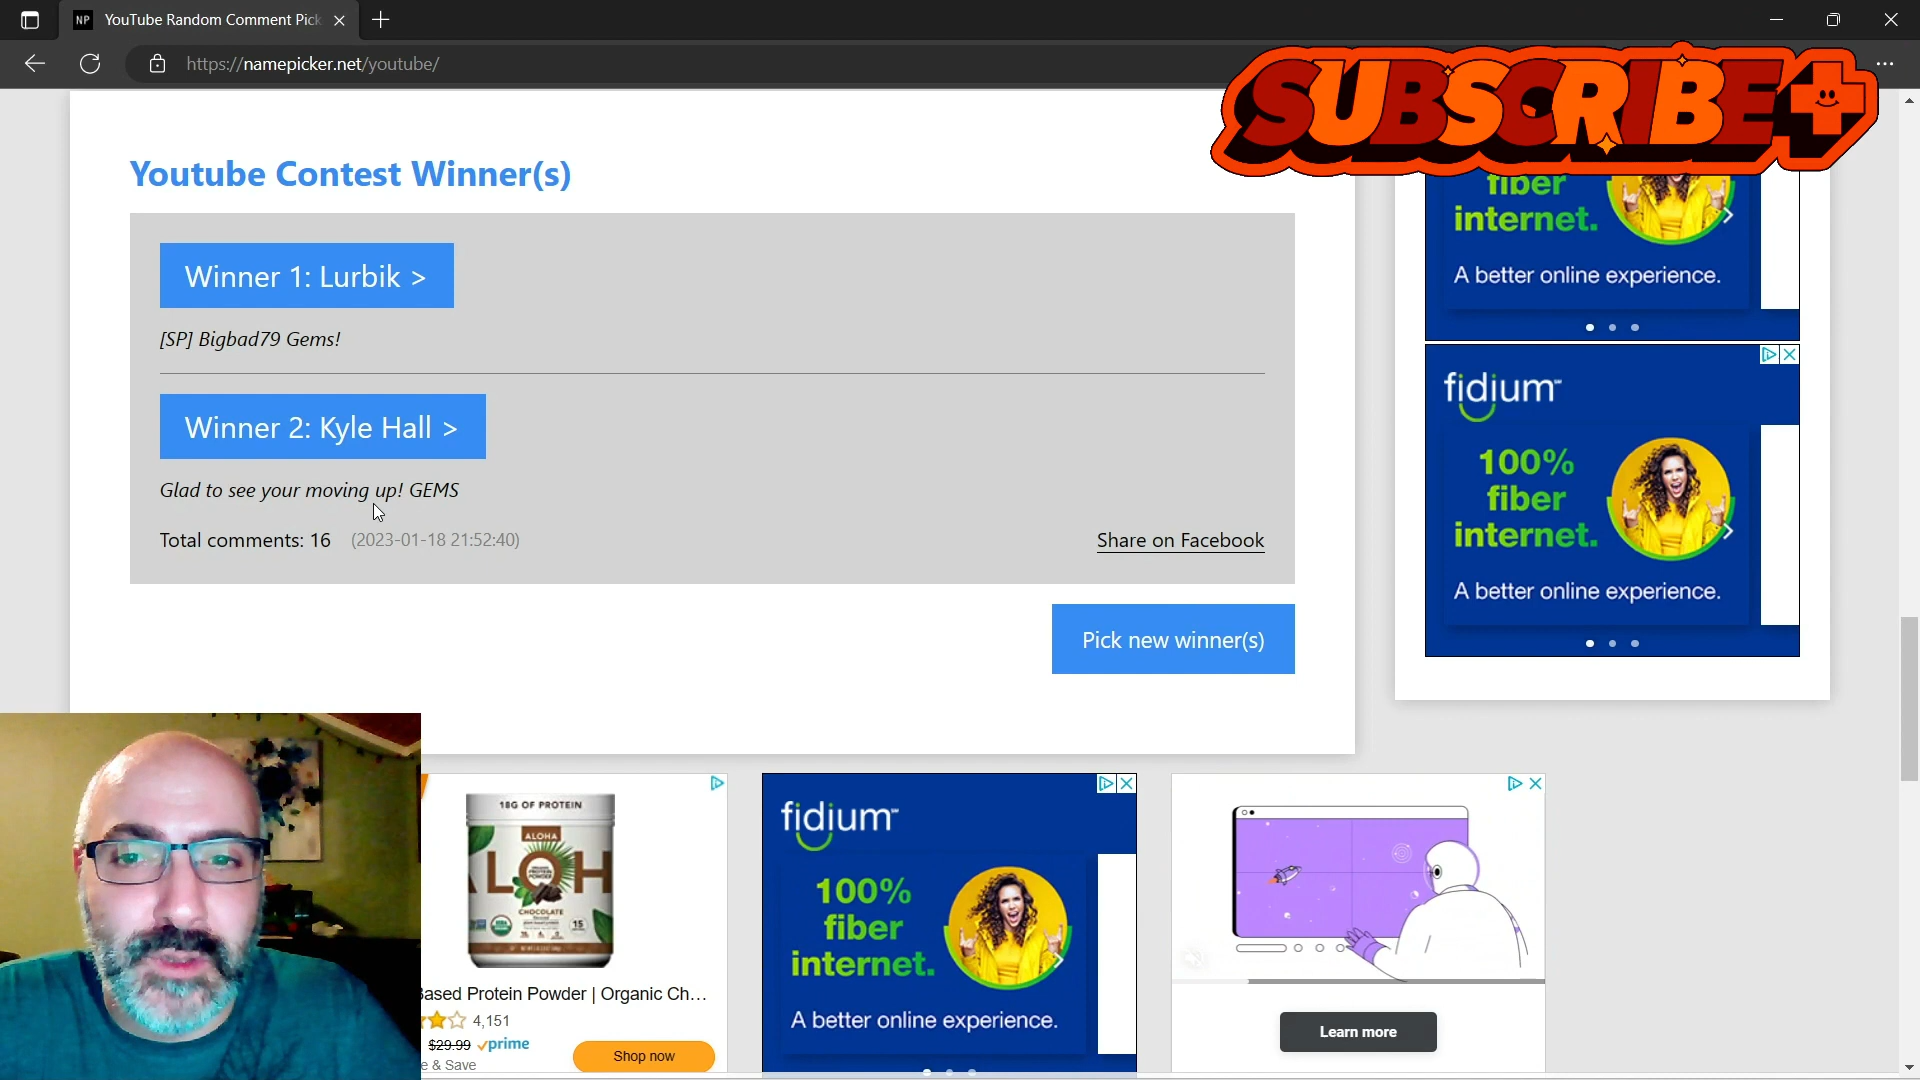 NP YouTube Random Comment Pick
https://namepicker.net/youtube/
SUBSCRIBE
Youtube Contest Winner(s)
Winner 1: Lurbik >
[SP] Bigbad79 Gems!
Winner 2: Kyle Hall >
Glad to see your moving up! GEMS
Total comments: 16 (2023-01-18 21:52:40)
Share on Facebook
Pick new winner(s)
fiber
internet.
A better online experience.
fidium
100%
fiber
internet.
A better online experience.
18G OF PROTEIN
ALOHA
ALOH
CHOCOLATE
15
Based Protein Powder | Organic Ch...
4,151
$29.99 prime
e & Save
Shop now
fidium
100%
fiber
internet.
A better online experience.
Learn more